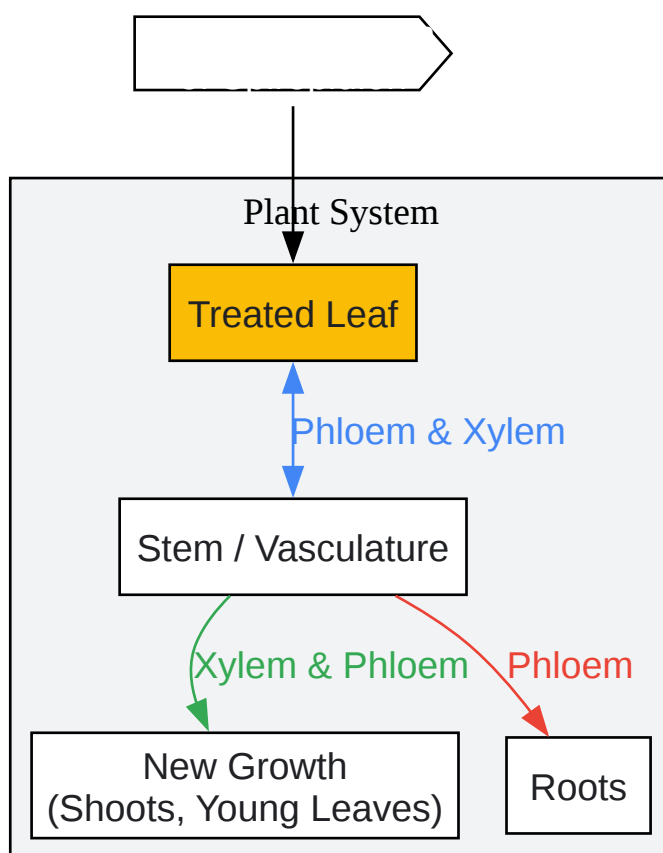 Plant System
Treated Leaf
Phloem & Xylem
Stem / Vasculature
Xylem & Phloem
Phloem
New Growth
(Shoots, Young Leaves)
Roots